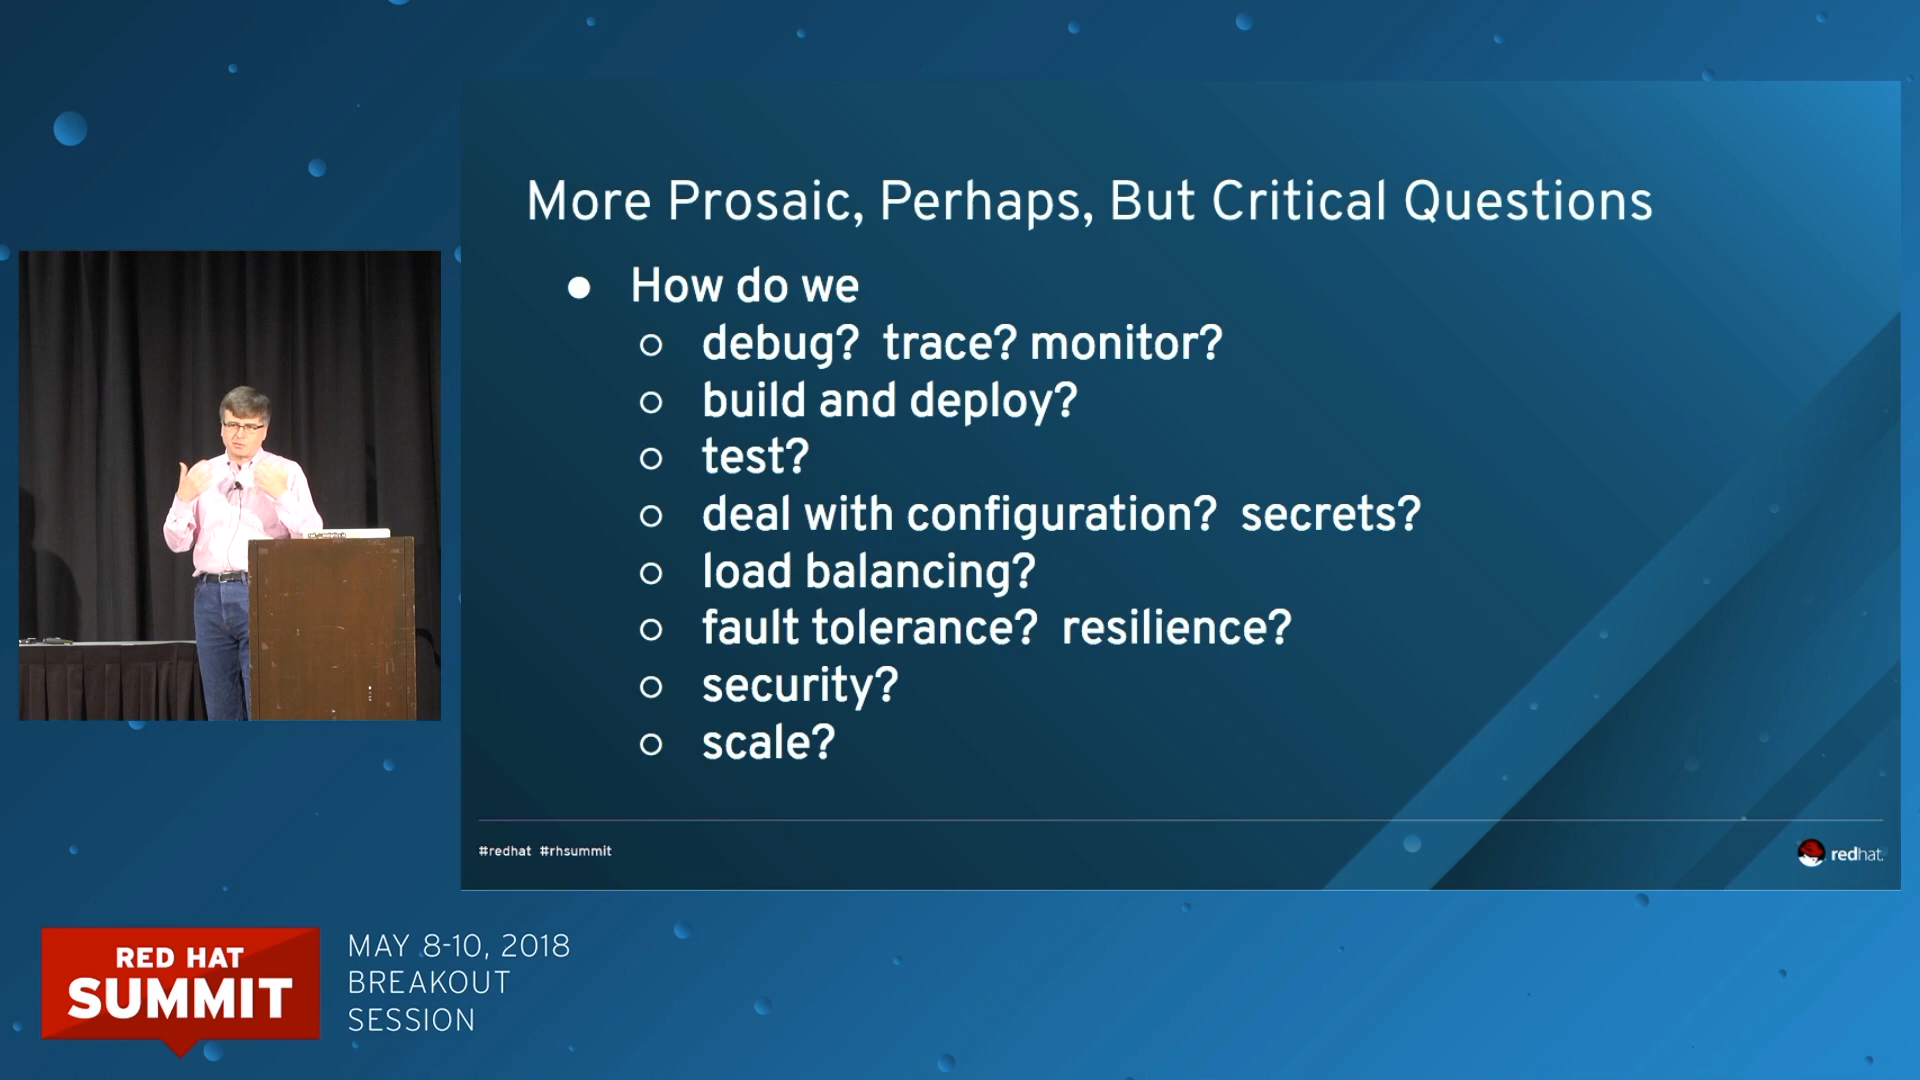 More Prosaic, Perhaps, But Critical Questions
● How do we
○ debug? trace? monitor?
○ build and deploy?
○ test?
○ deal with configuration? secrets?
○ load balancing?
○ fault tolerance? resilience?
○ security?
○ scale?
#redhat #rhsummit
redhat.
RED HAT
SUMMIT
MAY 8-10, 2018
BREAKOUT
SESSION